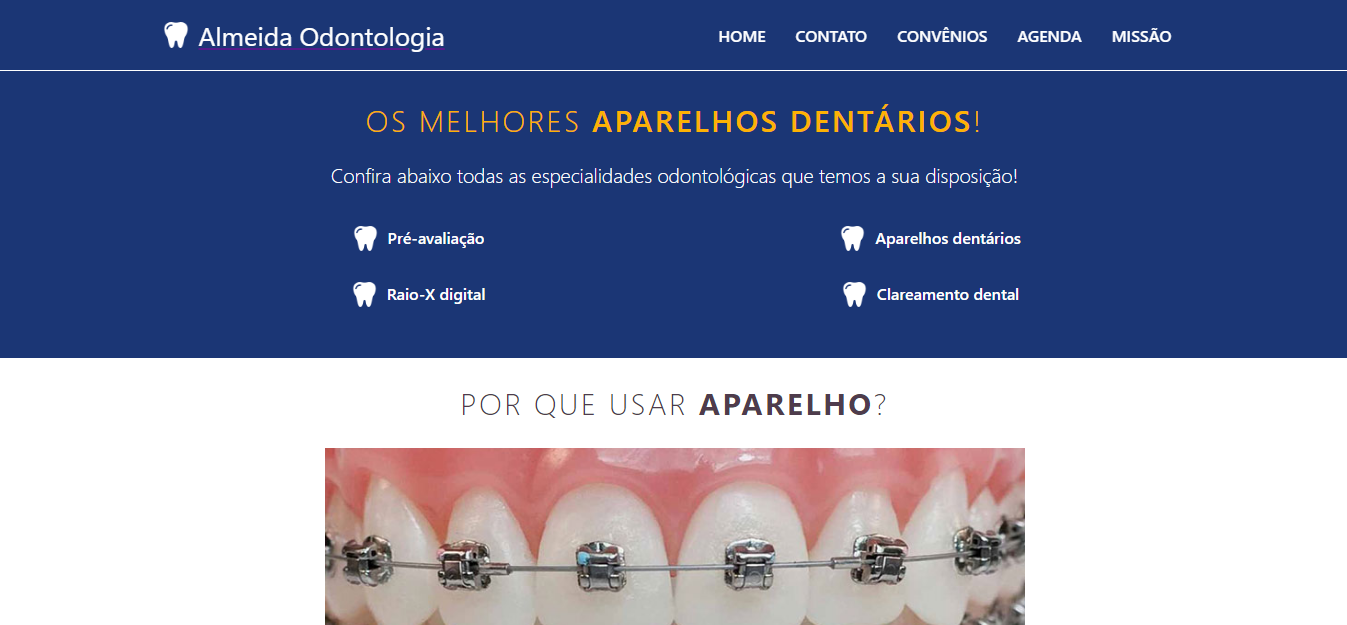 Almeida Odontologia
HOME CONTATO CONVÊNIOS AGENDA MISSÃO
OS MELHORES APARELHOS DENTÁRIOS!
Confira abaixo todas as especialidades odontológicas que temos a sua disposição!
Pré-avaliação
Aparelhos dentários
Raio-X digital
Clareamento dental
POR QUE USAR APARELHO?